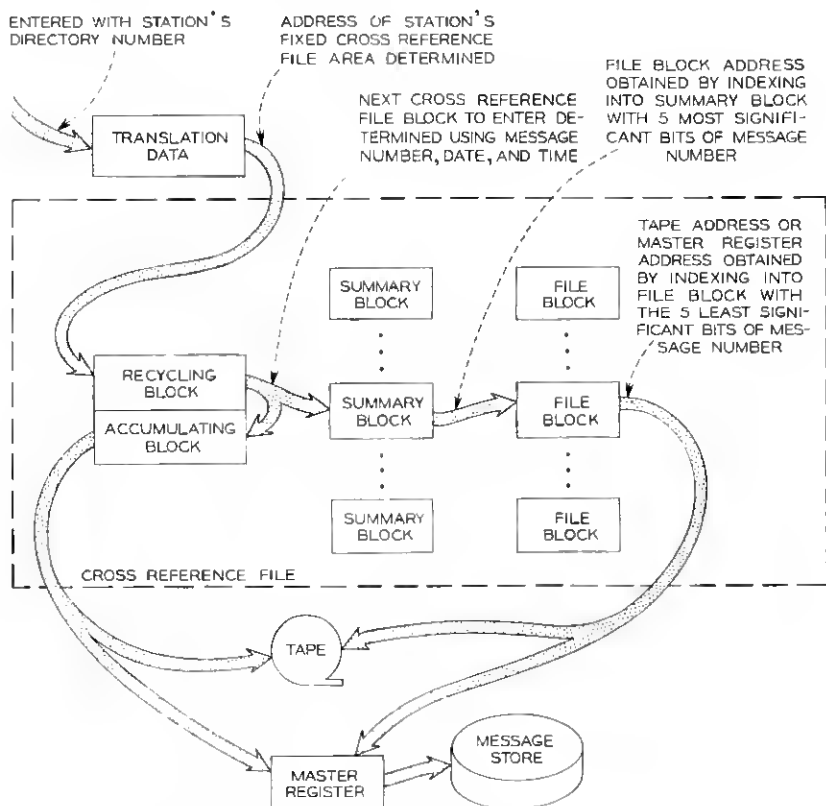 ENTERED WITH STATION'S
DIRECTORY NUMBER
ADDRESS OF STATION'S
FIXED CROSS REFERENCE
FILE AREA DETERMINED
NEXT CROSS REFERENCE
FILE BLOCK TO ENTER DE-
TERMINED USING MESSAGE
NUMBER, DATE, AND TIME
FILE BLOCK ADDRESS
OBTAINED BY INDEXING
INTO SUMMARY BLOCK
WITH 5 MOST SIGNIFI-
CANT BITS OF MESSAGE
NUMBER
TRANSLATION
DATA
TAPE ADDRESS OR
MASTER REGISTER
ADDRESS OBTAINED
BY INDEXING INTO
FILE BLOCK WITH
THE 5 LEAST SIGNI-
FICANT BITS OF MES-
SAGE NUMBER
SUMMARY
BLOCK
FILE
BLOCK
RECYCLING
BLOCK
ACCUMULATING
BLOCK
SUMMARY
BLOCK
FILE
BLOCK
SUMMARY
BLOCK
FILE
BLOCK
CROSS REFERENCE FILE
TAPE
MASTER
REGISTER
MESSAGE
STORE